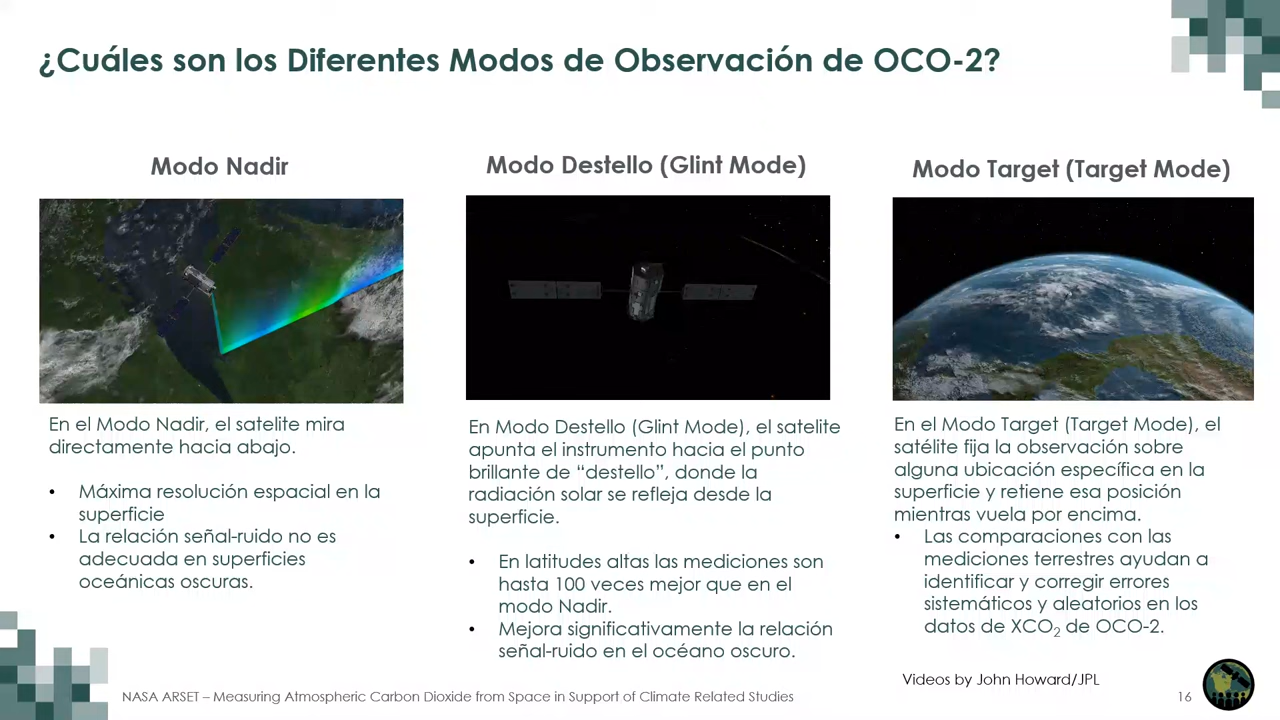 ¿Cuáles son los Diferentes Modos de Observación de OCO-2?
Modo Nadir
En el Modo Nadir, el satelite mira
directamente hacia abajo.
• Máxima resolución espacial en la
superficie
• La relación señal-ruido no es
adecuada en superficies
oceánicas oscuras.
Modo Destello (Glint Mode)
En Modo Destello (Glint Mode), el satelite
apunta el instrumento hacia el punto
brillante de “destello”, donde la
radiación solar se refleja desde la
superficie.
• En latitudes altas las mediciones son
hasta 100 veces mejor que en el
modo Nadir.
• Mejora significativamente la relación
señal-ruido en el océano oscuro.
Modo Target (Target Mode)
En el Modo Target (Target Mode), el
satélite fija la observación sobre
alguna ubicación específica en la
superficie y retiene esa posición
mientras vuela por encima.
• Las comparaciones con las
mediciones terrestres ayudan a
identificar y corregir errores
sistemáticos y aleatorios en los
datos de XCO₂ de OCO-2.
Videos by John Howard/JPL
NASA ARSET – Measuring Atmospheric Carbon Dioxide from Space in Support of Climate Related Studies
16